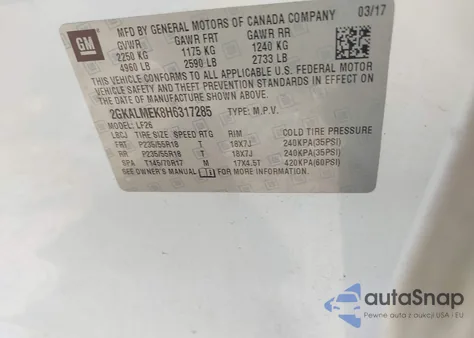 GM
MFD BY GENERAL MOTORS OF CANADA COMPANY 03/17
GVWR GAWR FRT GAWR RR
2250 KG 1175 KG 1240 KG
4960 LB 2590 LB 2733 LB
THIS VEHICLE CONFORMS TO ALL APPLICABLE U.S. FEDERAL MOTOR
VEHICLE SAFETY, BUMPER, AND THEFT PREVENTION STANDARDS IN EFFECT
ON THE DATE OF MANUFACTURE SHOWN ABOVE.
2GKALMEK8H6317285 TYPE: M.P.V.
MODEL: LF26
LBCJ TIRE SIZE SPEED RTG RIM COLD TIRE PRESSURE
FRT P235/55R18 T 18X7J 240KPA(35PSI)
RR P235/55R18 T 18X7J 240KPA(35PSI)
SPA T145/70R17 M 17X4.5T 420KPA(60PSI)
SEE OWNER'S MANUAL FOR MORE INFORMATION.
autoSnap
Pewne auta z aukcji USA i EU